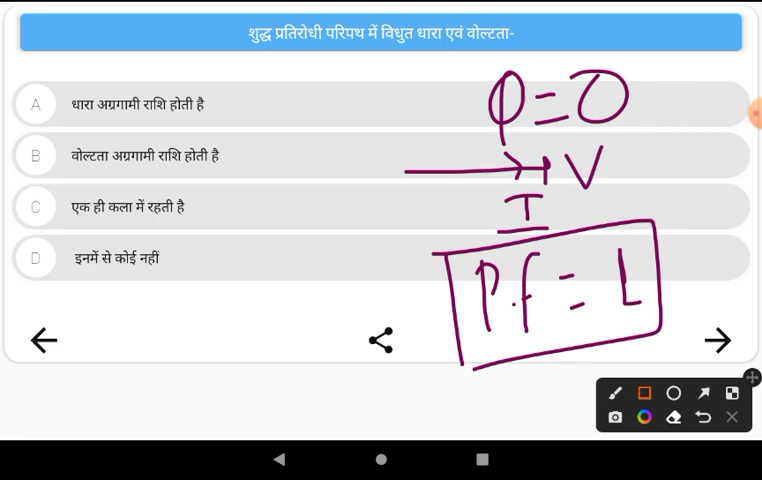 शुद्ध प्रतिरोधी परिपथ में विधुत धारा एवं वोल्टता-
A धारा अग्रगामी राशि होती है
B वोल्टता अग्रगामी राशि होती है
C एक ही कला में रहती है
D इनमें से कोई नहीं
φ = 0
V
I
P.f = 1